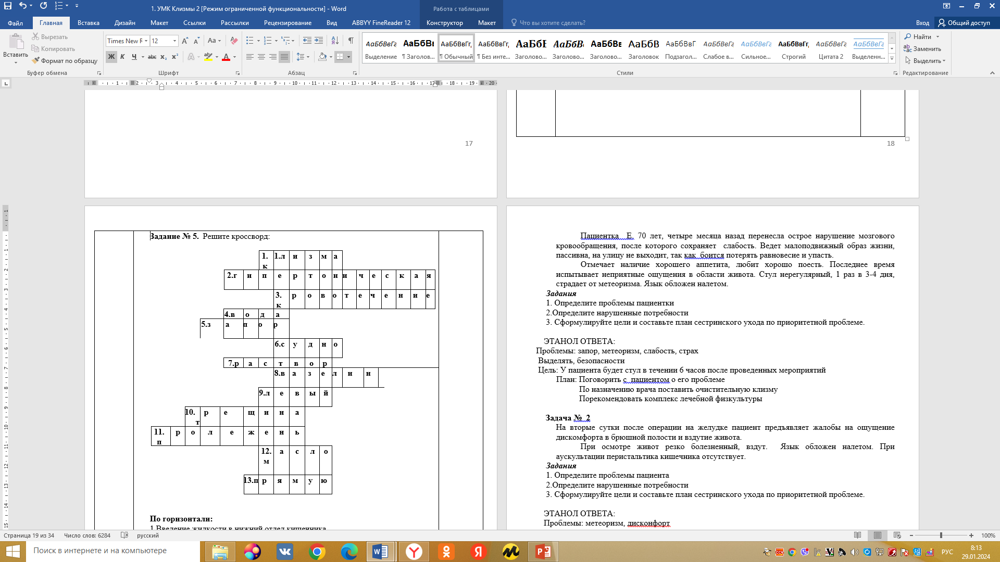 1. УМК Клизмы 2 [Режим ограниченной функциональности] - Word
Работа с таблицами
Файл Главная Вставка Дизайн Макет Ссылки Рассылки Рецензирование Вид ABBYY FineReader 12 Конструктор Макет Что вы хотите сделать? Вход Общий доступ
Вставить
Вырезать
Копировать
Формат по образцу
Буфер обмена
Times New R 12
Шрифт
Абзац
АаБбВвГг АаБбВв АаБбВвГг, АаБбВвГг, АаБбВ АаБбВ АаБбВв АаБбВ АаБбВвГ АаБбВвГг АаБбВвГг АаБбВвГг, АаБбВвГг АаБбВвГг
Выделение ¶ Заголов... ¶ Обычный ¶ Без инте... Заголово... Заголово... Заголово... Заголовок Подзагол... Слабое в... Сильное... Строгий Цитата 2 Выделенн...
Стили
Найти
Заменить
Выделить
Редактирование
17
18
Задание № 5. Решите кроссворд:
1.к 1.л и з м а
2.г и п е р т о н и ч е с к а я
3.к р о в о т е ч е н и е
4.в о д а
5.з а п о р
6.с у д н о
7.р а с т в о р
8.в а з е л и н
9.л е в ы й
10.т р е щ и н а
11.п р о л е ж е н ь
12.м а с л о
13.п р я м у ю
По горизонтали:
1.Введение жидкости в нижний отдел кишечника
Пациентка Е. 70 лет, четыре месяца назад перенесла острое нарушение мозгового
кровообращения, после которого сохраняет слабость. Ведет малоподвижный образ жизни,
пассивна, на улицу не выходит, так как боится потерять равновесие и упасть.
Отмечает наличие хорошего аппетита, любит хорошо поесть. Последнее время
испытывает неприятные ощущения в области живота. Стул нерегулярный, 1 раз в 3-4 дня,
страдает от метеоризма. Язык обложен налетом.
Задания
1. Определите проблемы пациентки
2.Определите нарушенные потребности
3. Сформулируйте цели и составьте план сестринского ухода по приоритетной проблеме.
ЭТАНОЛ ОТВЕТА:
Проблемы: запор, метеоризм, слабость, страх
Выделять, безопасности
Цель: У пациента будет стул в течении 6 часов после проведенных мероприятий
План: Поговорить с пациентом о его проблеме
По назначению врача поставить очистительную клизму
Порекомендовать комплекс лечебной физкультуры
Задача № 2
На вторые сутки после операции на желудке пациент предъявляет жалобы на ощущение
дискомфорта в брюшной полости и вздутие живота.
При осмотре живот резко болезненный, вздут. Язык обложен налетом. При
аускультации перистальтика кишечника отсутствует.
Задания
1. Определите проблемы пациента
2.Определите нарушенные потребности
3. Сформулируйте цели и составьте план сестринского ухода по приоритетной проблеме.
ЭТАНОЛ ОТВЕТА:
Проблемы: метеоризм, дисконфорт
Страница 19 из 34 Число слов: 6284 русский 100%
Поиск в интернете и на компьютере
РУС
8:13
29.01.2024